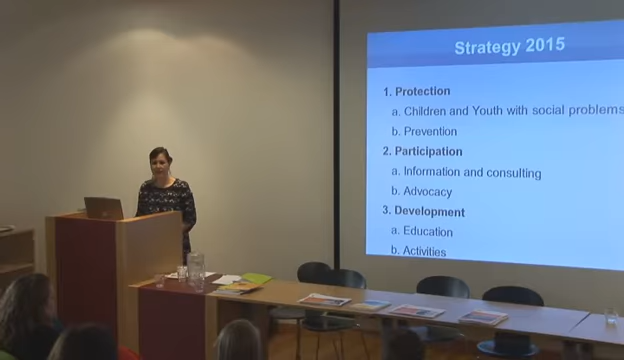 Strategy 2015
1. Protection
a. Children and Youth with social problems
b. Prevention
2. Participation
a. Information and consulting
b. Advocacy
3. Development
a. Education
b. Activities